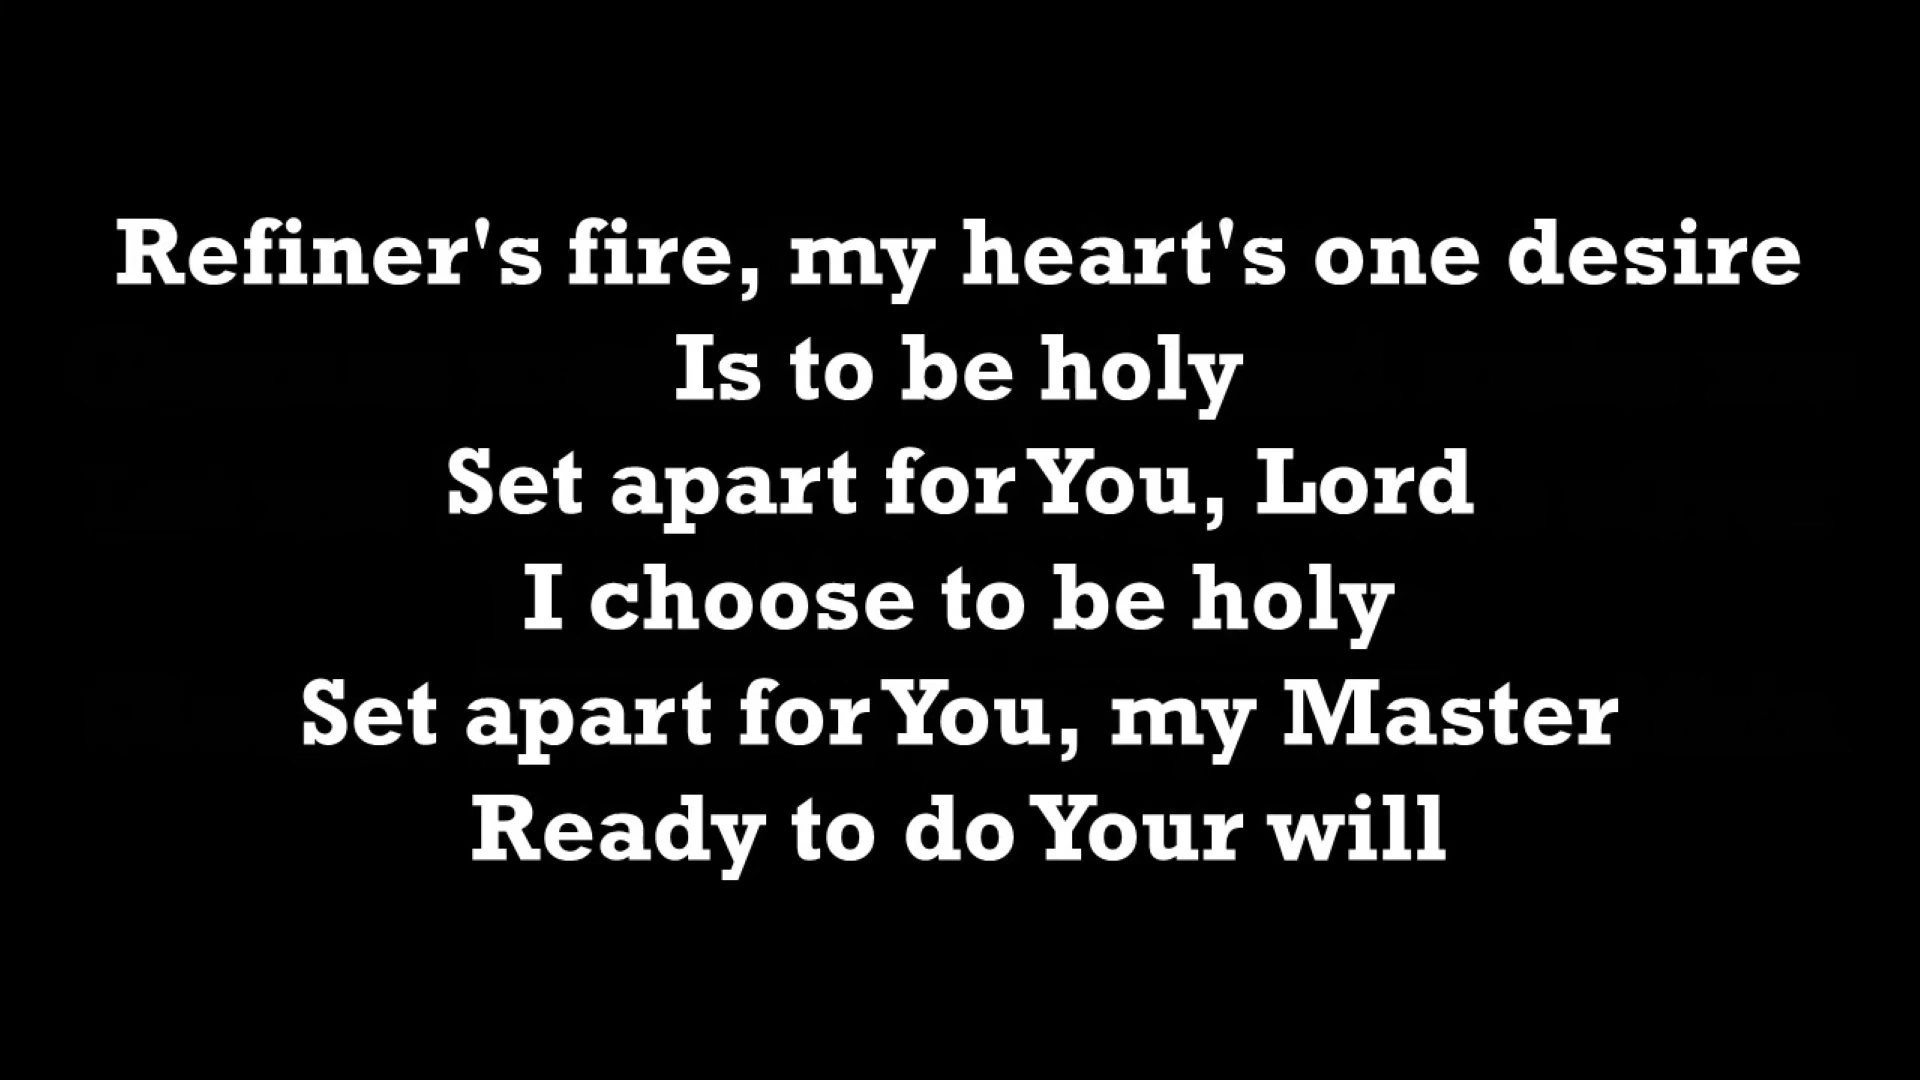 Refiner's fire, my heart's one desire
Is to be holy
Set apart for You, Lord
I choose to be holy
Set apart for You, my Master
Ready to do Your will